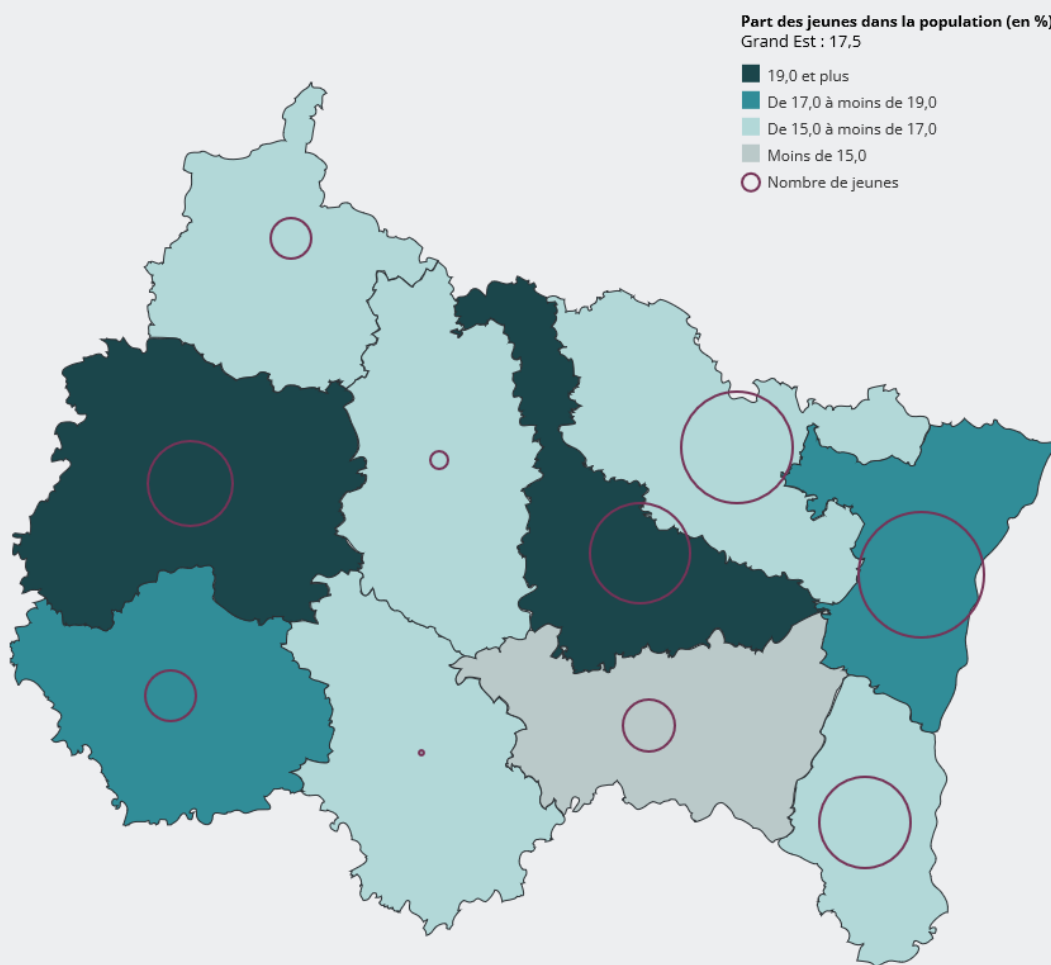 Part des jeunes dans la population (en %)
Grand Est : 17,5
19,0 et plus
De 17,0 à moins de 19,0
De 15,0 à moins de 17,0
Moins de 15,0
Nombre de jeunes